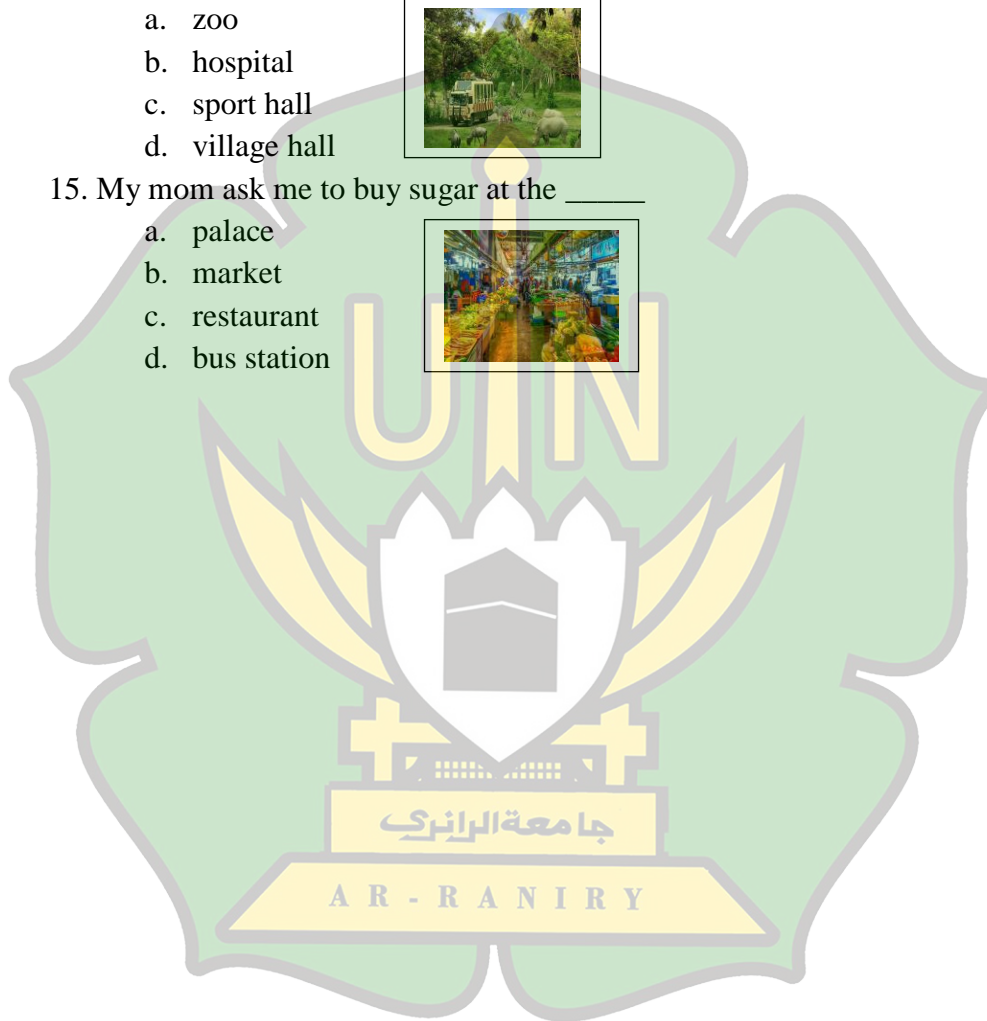 a. zoo
b. hospital
c. sport hall
d. village hall
15. My mom ask me to buy sugar at the _____
a. palace
b. market
c. restaurant
d. bus station
UIN
جامعةالرانري
AR-RANIRY